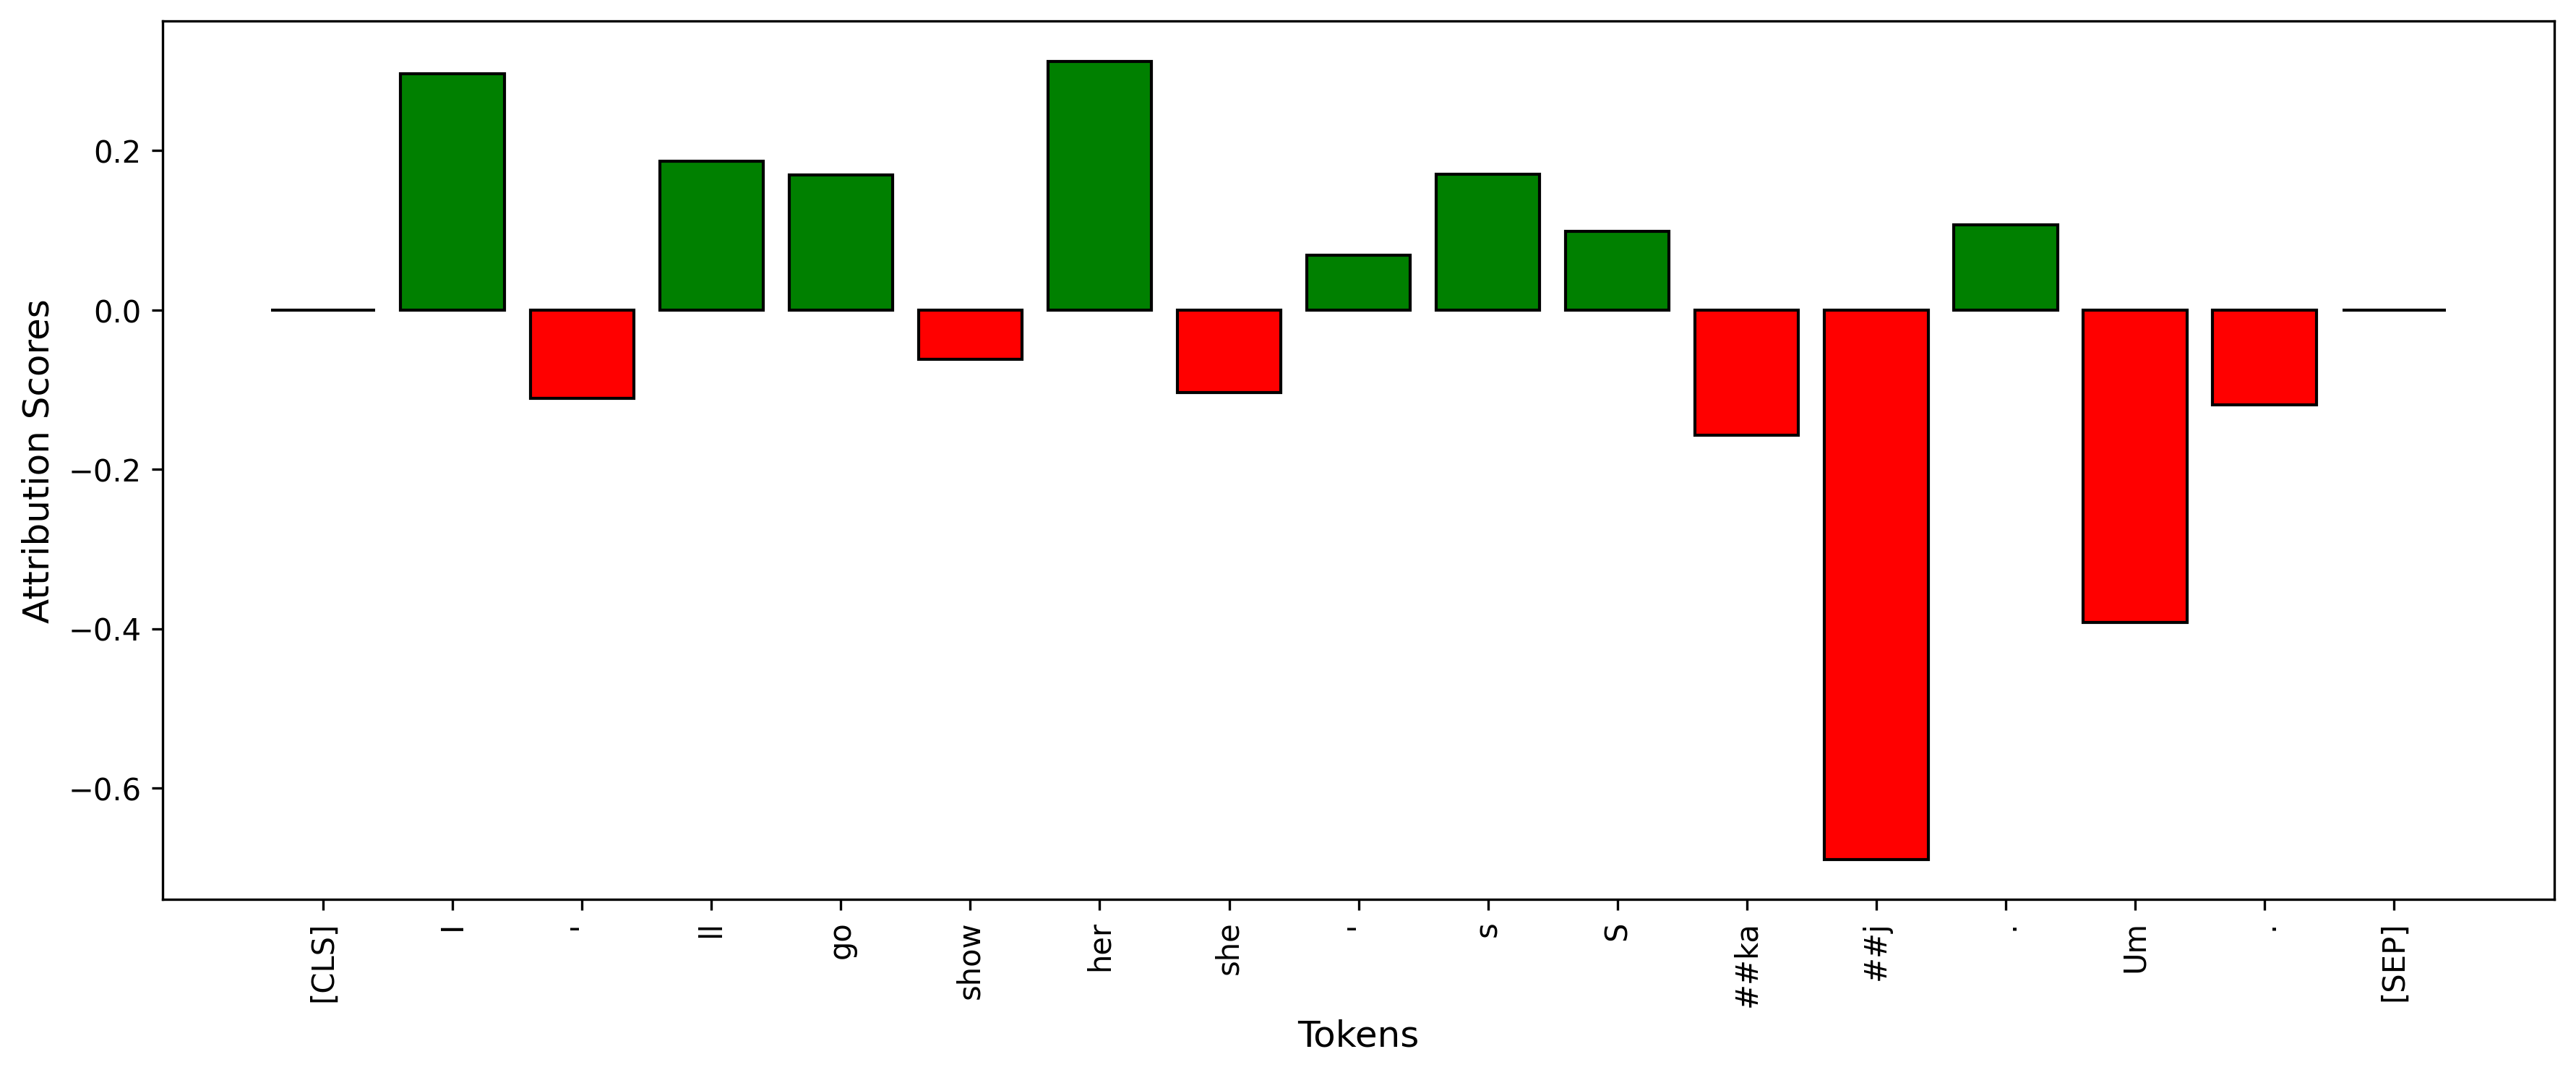 Attribution Scores
0.2
0.0
−0.2
−0.4
−0.6
[CLS]
I
'
ll
go
show
her
she
'
s
S
##ka
##j
.
Um
.
[SEP]
Tokens